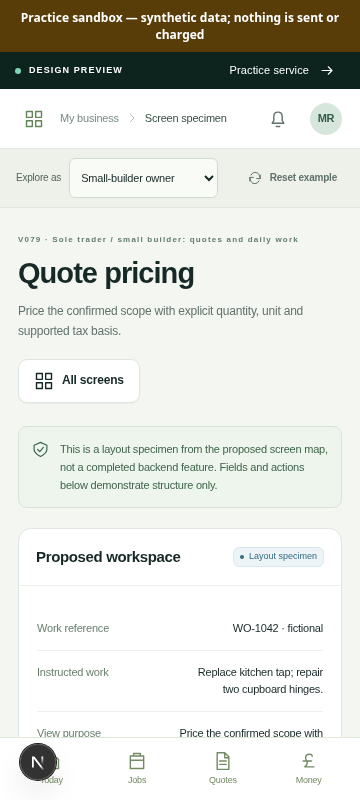 Practice sandbox — synthetic data; nothing is sent or
charged
DESIGN PREVIEW
Practice service
My business
Screen specimen
MR
Explore as
Small-builder owner
Reset example
V079 · Sole trader / small builder: quotes and daily work
Quote pricing
Price the confirmed scope with explicit quantity, unit and
supported tax basis.
All screens
This is a layout specimen from the proposed screen map,
not a completed backend feature. Fields and actions
below demonstrate structure only.
Proposed workspace
Layout specimen
Work reference
WO-1042 · fictional
Instructed work
Replace kitchen tap; repair
two cupboard hinges.
View purpose
Price the confirmed scope with
N
Jobs
Quotes
Money